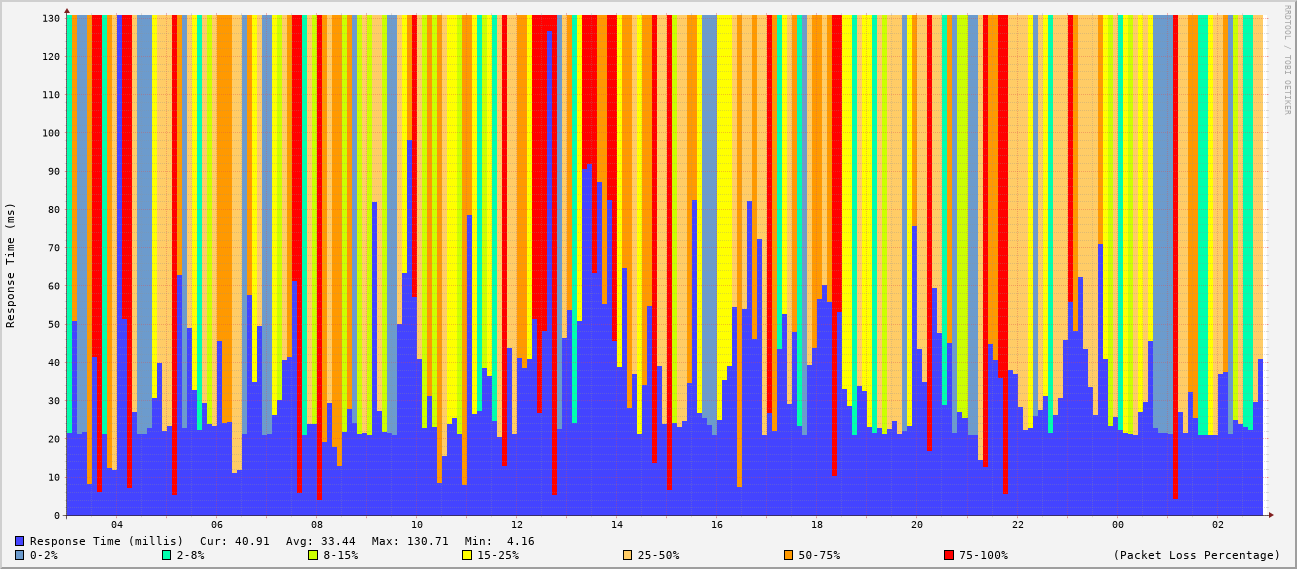 RRDTOOL / TOBI OETIKER
Response Time (ms)
130
120
110
100
90
80
70
60
50
40
30
20
10
0
04 06 08 10 12 14 16 18 20 22 00 02
Response Time (millis) Cur: 40.91 Avg: 33.44 Max: 130.71 Min: 4.16
0-2% 2-8% 8-15% 15-25% 25-50% 50-75% 75-100% (Packet Loss Percentage)